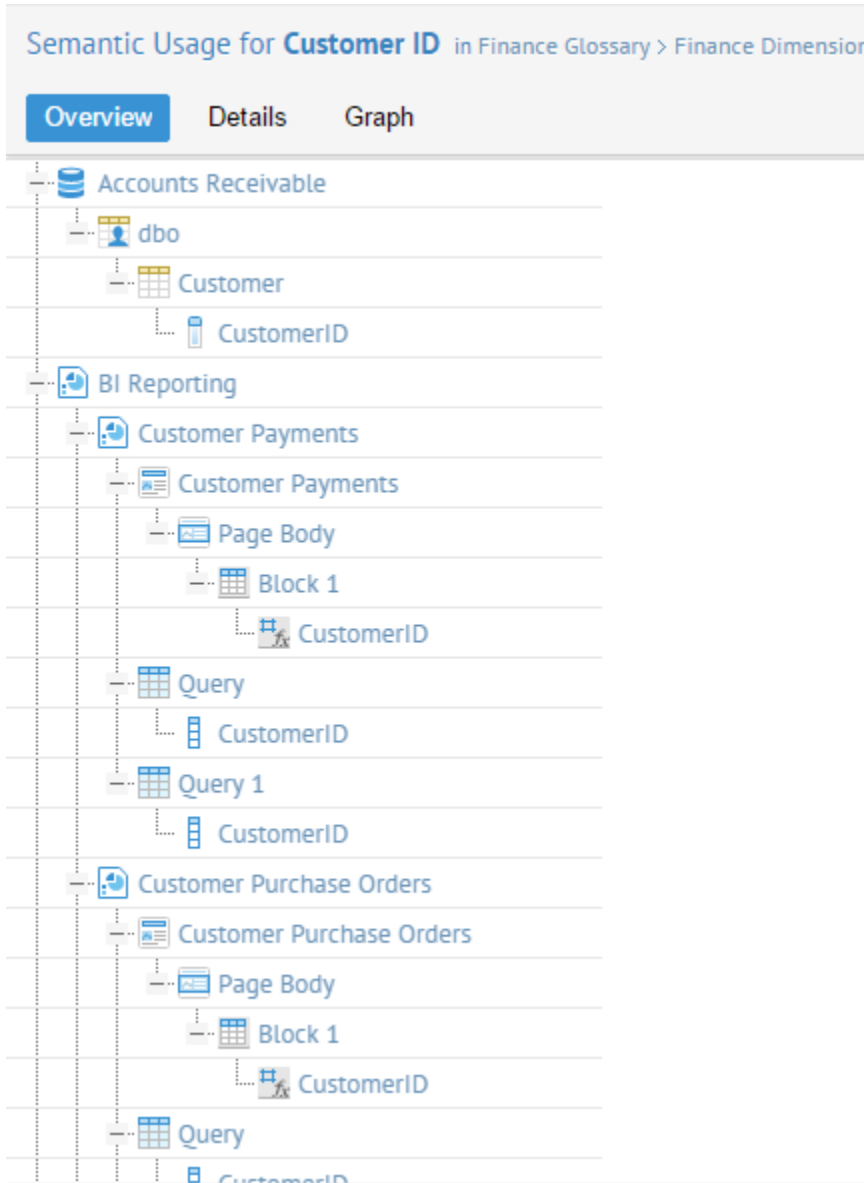 Semantic Usage for Customer ID in Finance Glossary > Finance Dimension
Overview Details Graph
Accounts Receivable
dbo
Customer
CustomerID
BI Reporting
Customer Payments
Customer Payments
Page Body
Block 1
CustomerID
Query
CustomerID
Query 1
CustomerID
Customer Purchase Orders
Customer Purchase Orders
Page Body
Block 1
CustomerID
Query
CustomerID